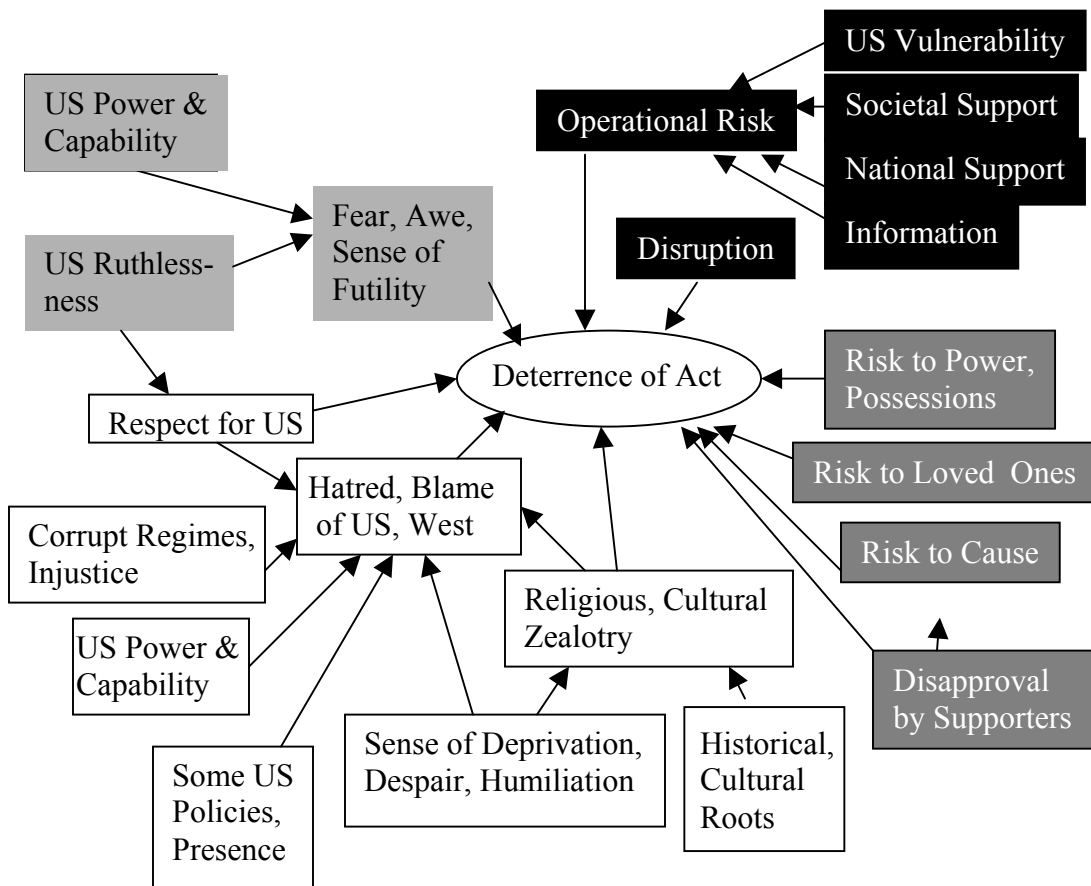 US Vulnerability
US Power &
Capability
Societal Support
Operational Risk
National Support
Fear, Awe,
Sense of
Futility
Information
US Ruthless-
ness
Disruption
Deterrence of Act
Risk to Power,
Possessions
Respect for US
Risk to Loved Ones
Hatred, Blame
of US, West
Corrupt Regimes,
Injustice
Risk to Cause
Religious, Cultural
Zealotry
US Power &
Capability
Disapproval
by Supporters
Sense of Deprivation,
Despair, Humiliation
Historical,
Cultural
Roots
Some US
Policies,
Presence